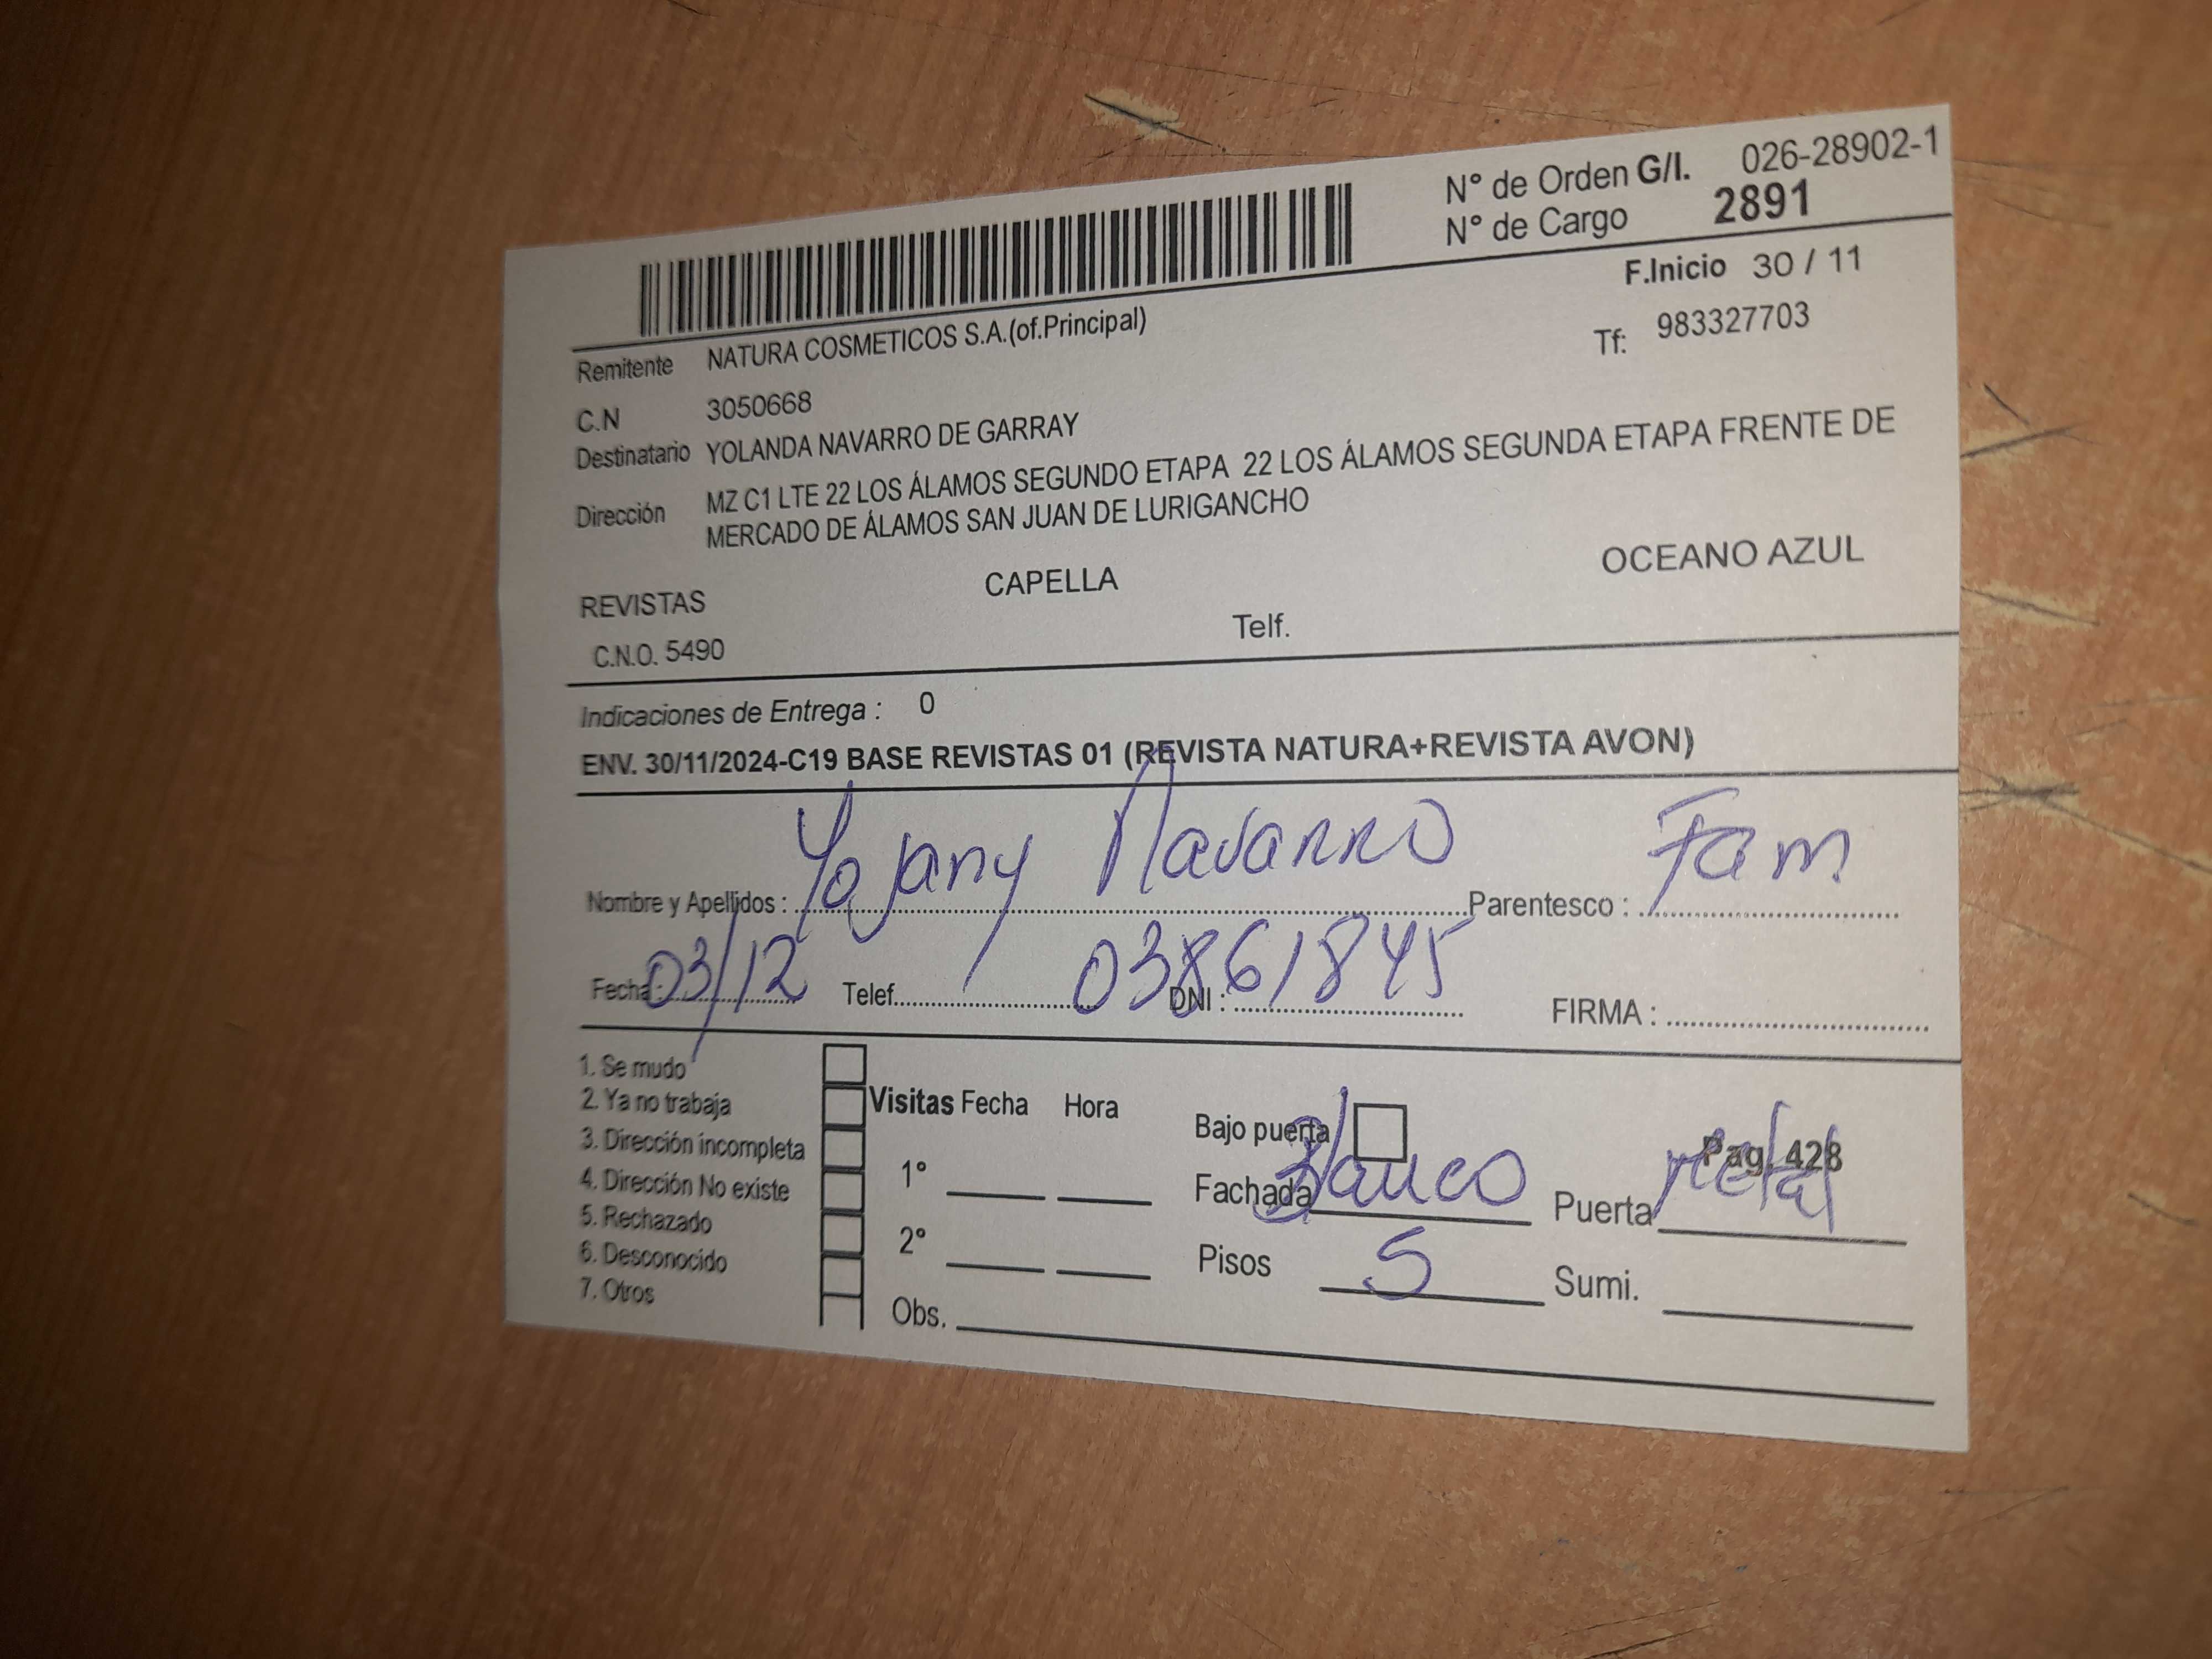 N° de Orden G/I. 026-28902-1
N° de Cargo 2891
F.Inicio 30 / 11
Remitente NATURA COSMETICOS S.A.(of.Principal)
Tf: 983327703
C.N 3050668
Destinatario YOLANDA NAVARRO DE GARRAY
Dirección MZ C1 LTE 22 LOS ÁLAMOS SEGUNDO ETAPA 22 LOS ÁLAMOS SEGUNDA ETAPA FRENTE DE
MERCADO DE ÁLAMOS SAN JUAN DE LURIGANCHO
REVISTAS CAPELLA OCEANO AZUL
C.N.O. 5490 Telf.
Indicaciones de Entrega : 0
ENV. 30/11/2024-C19 BASE REVISTAS 01 (REVISTA NATURA+REVISTA AVON)
Nombre y Apellidos : Yojany Navarro Parentesco : Fam
Fecha : 03/12 Telef. DNI : 03861845 FIRMA :
1. Se mudo
2. Ya no trabaja
3. Dirección incompleta
4. Dirección No existe
5. Rechazado
6. Desconocido
7. Otros
Visitas Fecha Hora
1°
2°
Obs.
Bajo puerta Pag. 428
Fachada Blanco Puerta Metal
Pisos 5 Sumi.